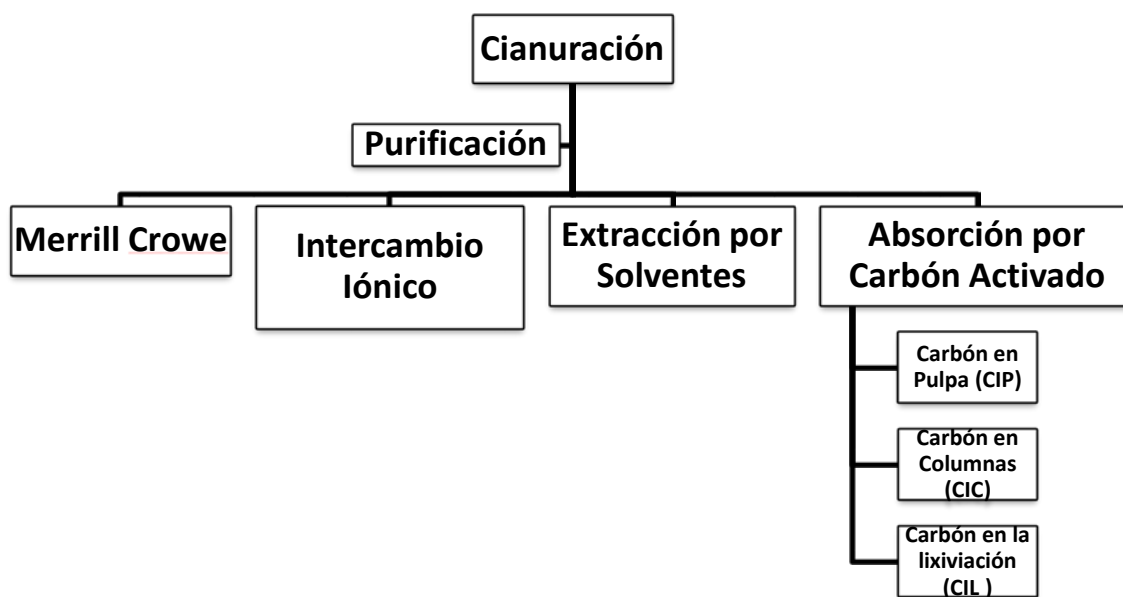 Cianuración
Purificación
Merrill Crowe
Intercambio
Iónico
Extracción por
Solventes
Absorción por
Carbón Activado
Carbón en
Pulpa (CIP)
Carbón en
Columnas
(CIC)
Carbón en la
lixiviación
(CIL )